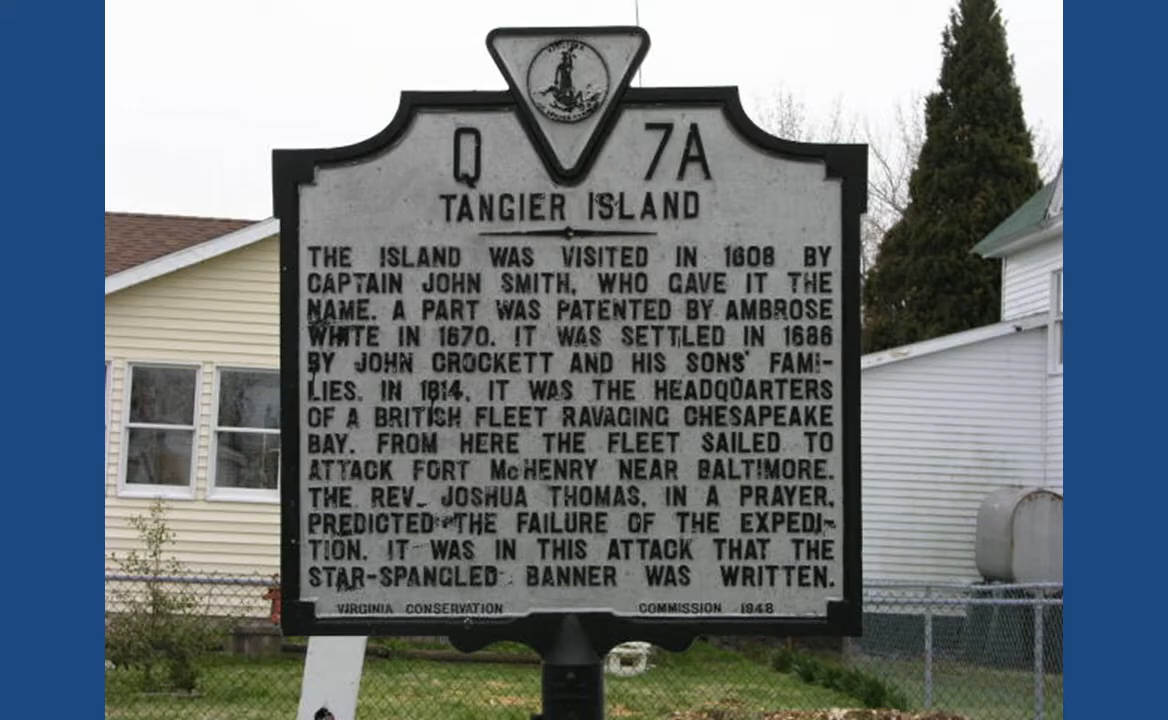 Q 7A
TANGIER ISLAND
THE ISLAND WAS VISITED IN 1608 BY
CAPTAIN JOHN SMITH, WHO GAVE IT THE
NAME. A PART WAS PATENTED BY AMBROSE
WHITE IN 1670. IT WAS SETTLED IN 1686
BY JOHN CROCKETT AND HIS SONS' FAMI-
LIES. IN 1814, IT WAS THE HEADQUARTERS
OF A BRITISH FLEET RAVAGING CHESAPEAKE
BAY. FROM HERE THE FLEET SAILED TO
ATTACK FORT McHENRY NEAR BALTIMORE.
THE REV. JOSHUA THOMAS, IN A PRAYER,
PREDICTED THE FAILURE OF THE EXPEDI-
TION. IT WAS IN THIS ATTACK THAT THE
STAR-SPANGLED BANNER WAS WRITTEN.
VIRGINIA CONSERVATION COMMISSION 1948